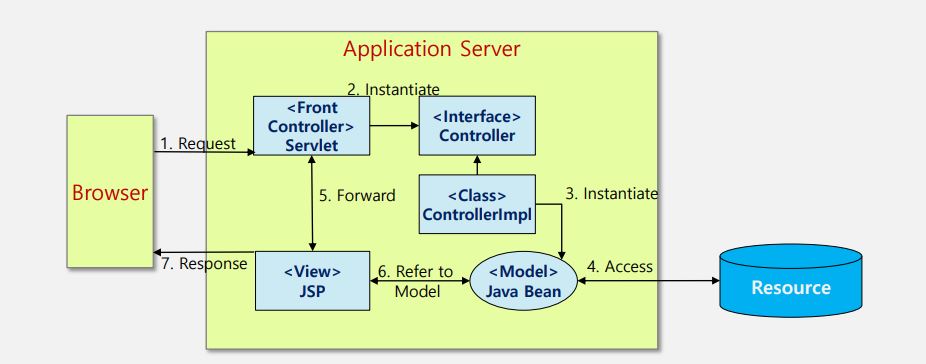 Application Server
2. Instantiate
<Front
Controller>
Servlet
<Interface>
Controller
1. Request
Browser
5. Forward
<Class>
ControllerImpl
3. Instantiate
7. Response
<View>
JSP
6. Refer to
Model
<Model>
Java Bean
4. Access
Resource